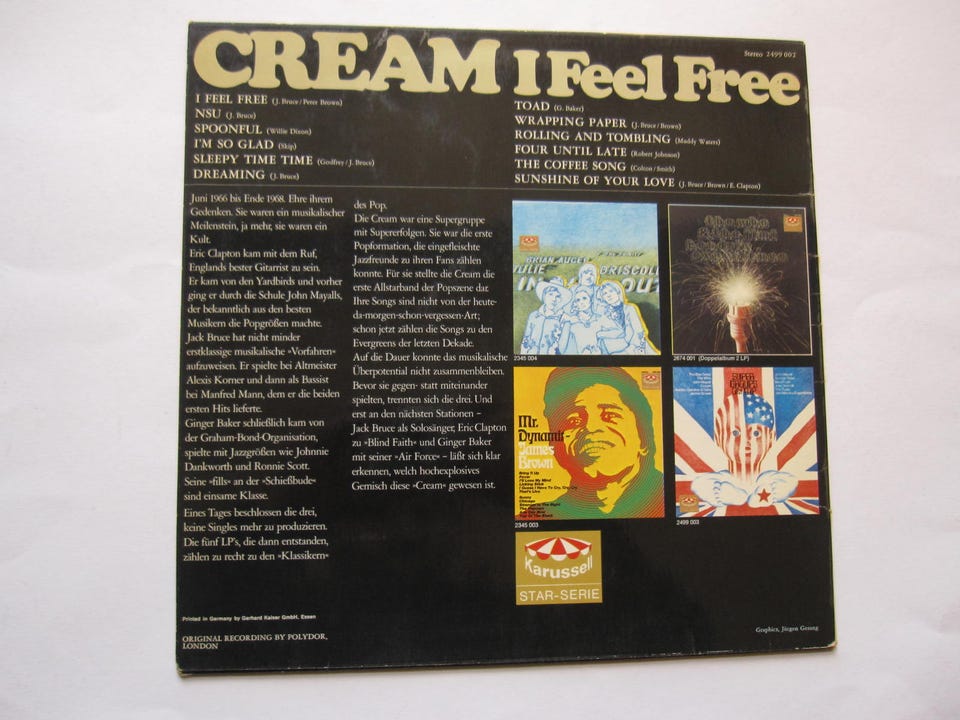 CREAM I Feel Free
Stereo 2499 002
I FEEL FREE (J. Bruce/Peter Brown)
NSU (J. Bruce)
SPOONFUL (Willie Dixon)
I'M SO GLAD (Skip)
SLEEPY TIME TIME (Godfrey/J. Bruce)
DREAMING (J. Bruce)
TOAD (G. Baker)
WRAPPING PAPER (J. Bruce/Brown)
ROLLING AND TOMBLING (Muddy Waters)
FOUR UNTIL LATE (Robert Johnson)
THE COFFEE SONG (Colton/Smith)
SUNSHINE OF YOUR LOVE (J. Bruce/Brown/E. Clapton)
Juni 1966 bis Ende 1968. Ehre ihrem
Gedenken. Sie waren ein musikalischer
Meilenstein, ja mehr, sie waren ein
Kult.
Eric Clapton kam mit dem Ruf,
Englands bester Gitarrist zu sein.
Er kam von den Yardbirds und vorher
ging er durch die Schule John Mayalls,
der bekanntlich aus den besten
Musikern die Popgrößen machte.
Jack Bruce hat nicht minder
erstklassige musikalische »Vorfahren«
aufzuweisen. Er spielte bei Altmeister
Alexis Korner und dann als Bassist
bei Manfred Mann, dem er die beiden
ersten Hits lieferte.
Ginger Baker schließlich kam von
der Graham-Bond-Organisation,
spielte mit Jazzgrößen wie Johnnie
Dankworth und Ronnie Scott.
Seine »fills« an der »Schießbude«
sind einsame Klasse.
Eines Tages beschlossen die drei,
keine Singles mehr zu produzieren.
Die fünf LP's, die dann entstanden,
zählen zu recht zu den »Klassikern«
des Pop.
Die Cream war eine Supergruppe
mit Supererfolgen. Sie war die erste
Popformation, die eingefleischte
Jazzfreunde zu ihren Fans zählen
konnte. Für sie stellte die Cream die
erste Allstarband der Popszene dar.
Ihre Songs sind nicht von der heute-
da-morgen-schon-vergessen-Art;
schon jetzt zählen die Songs zu den
Evergreens der letzten Dekade.
Auf die Dauer konnte das musikalische
Überpotential nicht zusammenbleiben.
Bevor sie gegen- statt miteinander
spielten, trennten sich die drei. Und
erst an den nächsten Stationen –
Jack Bruce als Solosänger, Eric Clapton
zu »Blind Faith« und Ginger Baker
mit seiner »Air Force« – läßt sich klar
erkennen, welch hochexplosives
Gemisch diese »Cream« gewesen ist.
BRIAN AUGER
JULIE DRISCOLL
2345 004
2674 001 (Doppelalbum 2 LP)
Mr.
Dynamit-
James
Brown
2345 003
SUPER
GROUPS
2499 003
Karussell
STAR-SERIE
Printed in Germany by Gerhard Kaiser GmbH, Essen
ORIGINAL RECORDING BY POLYDOR,
LONDON
Graphics, Jürgen Gesang